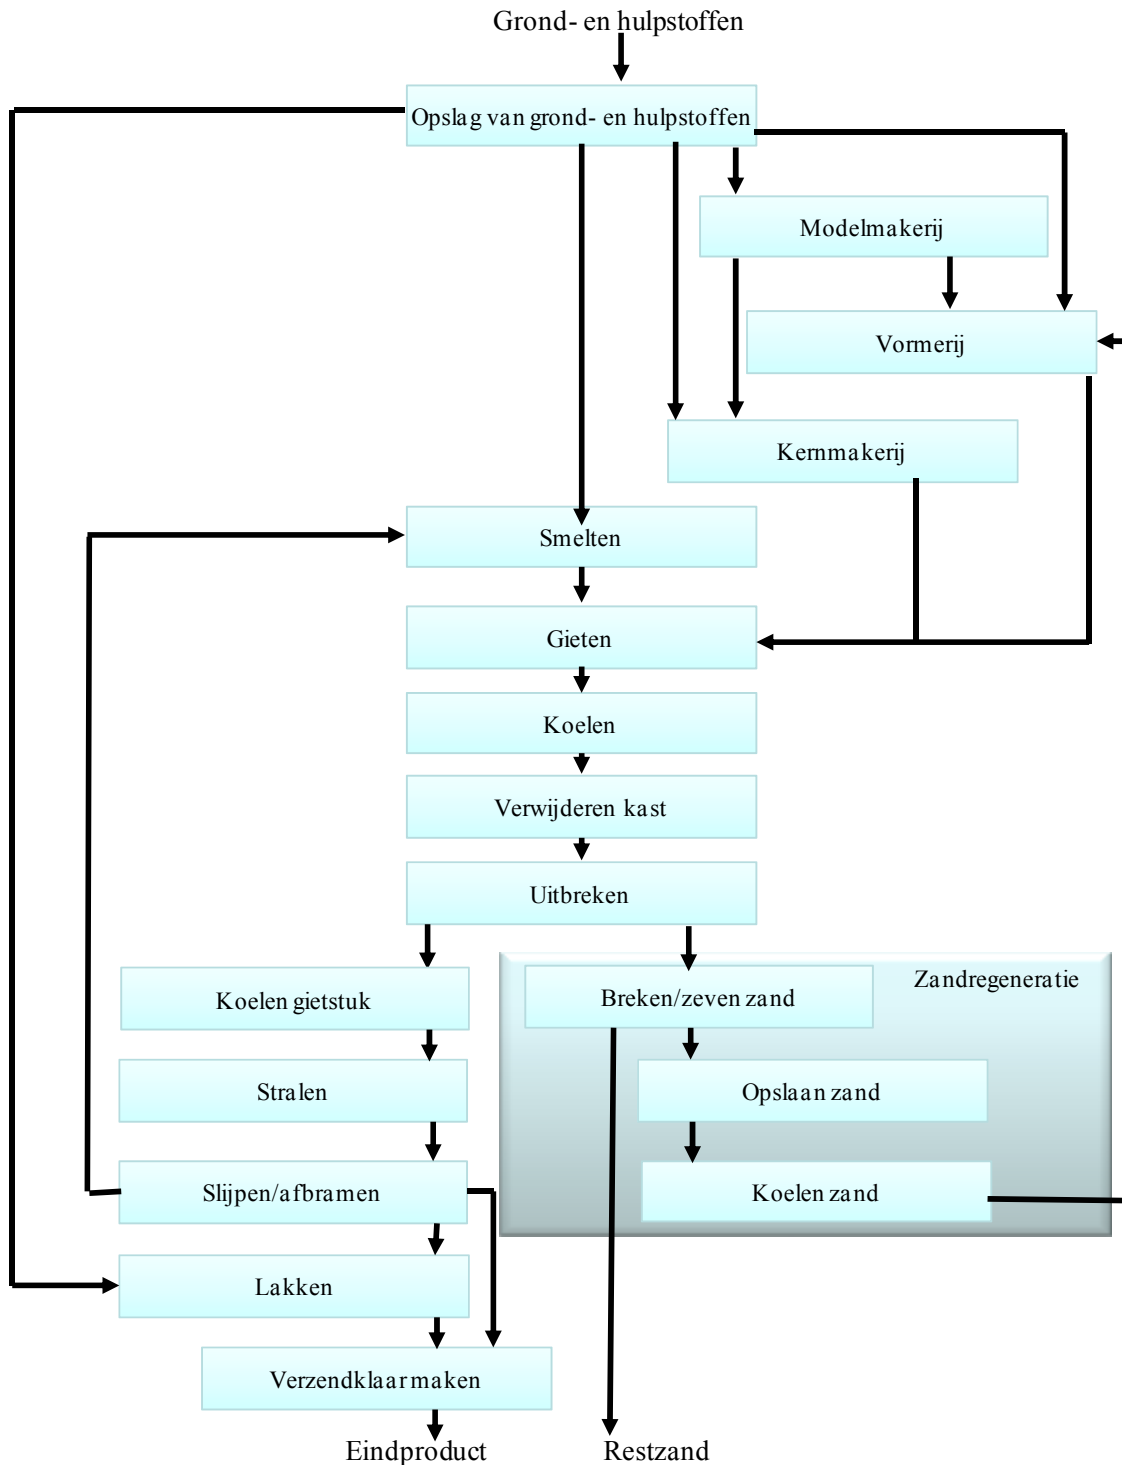 Grond- en hulpstoffen
Opslag van grond- en hulpstoffen
Modelmakerij
Vormerij
Kernmakerij
Smelten
Gieten
Koelen
Verwijderen kast
Uitbreken
Koelen gietstuk
Breken/zeven zand
Zandregeneratie
Stralen
Opslaan zand
Slijpen/afbramen
Koelen zand
Lakken
Verzendklaar maken
Eindproduct
Restzand